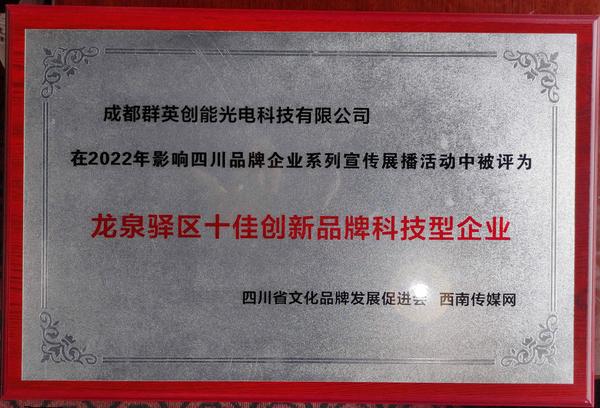 成都群英创能光电科技有限公司
在2022年影响四川品牌企业系列宣传展播活动中被评为
龙泉驿区十佳创新品牌科技型企业
四川省文化品牌发展促进会 西南传媒网